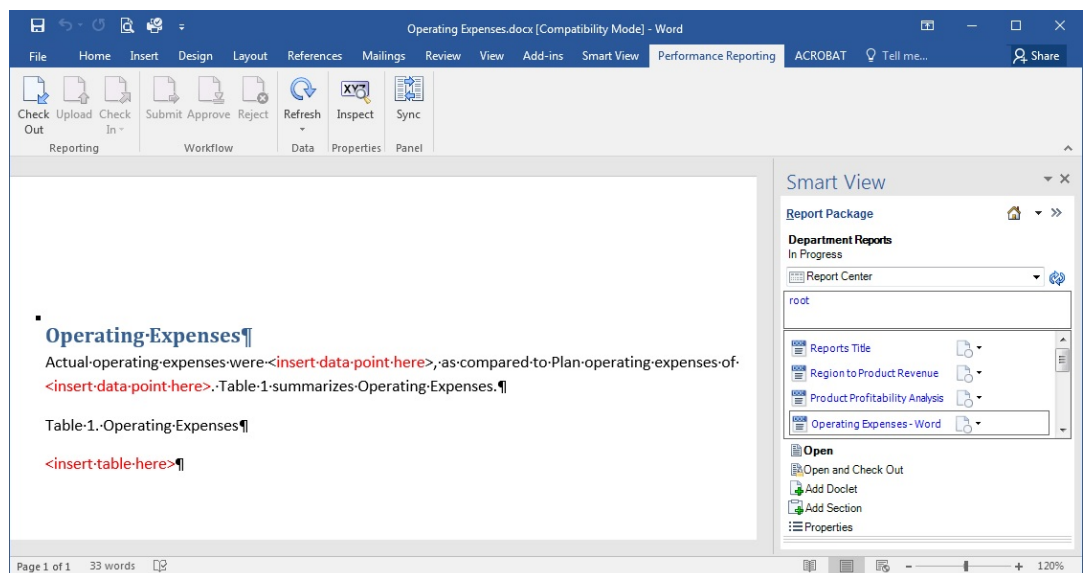 Operating Expenses.docx [Compatibility Mode] - Word
File Home Insert Design Layout References Mailings Review View Add-ins Smart View Performance Reporting ACROBAT Tell me... Share
Check Out Upload Check In Submit Approve Reject Refresh Inspect Sync
Reporting Workflow Data Properties Panel
Operating·Expenses¶
Actual·operating·expenses·were·<insert·data·point·here>,·as·compared·to·Plan·operating·expenses·of·
<insert·data·point·here>.·Table·1·summarizes·Operating·Expenses.¶
Table·1.·Operating·Expenses¶
<insert·table·here>¶
Smart View
Report Package
Department Reports
In Progress
Report Center
root
Reports Title
Region to Product Revenue
Product Profitability Analysis
Operating Expenses - Word
Open
Open and Check Out
Add Doclet
Add Section
Properties
Page 1 of 1 33 words 120%